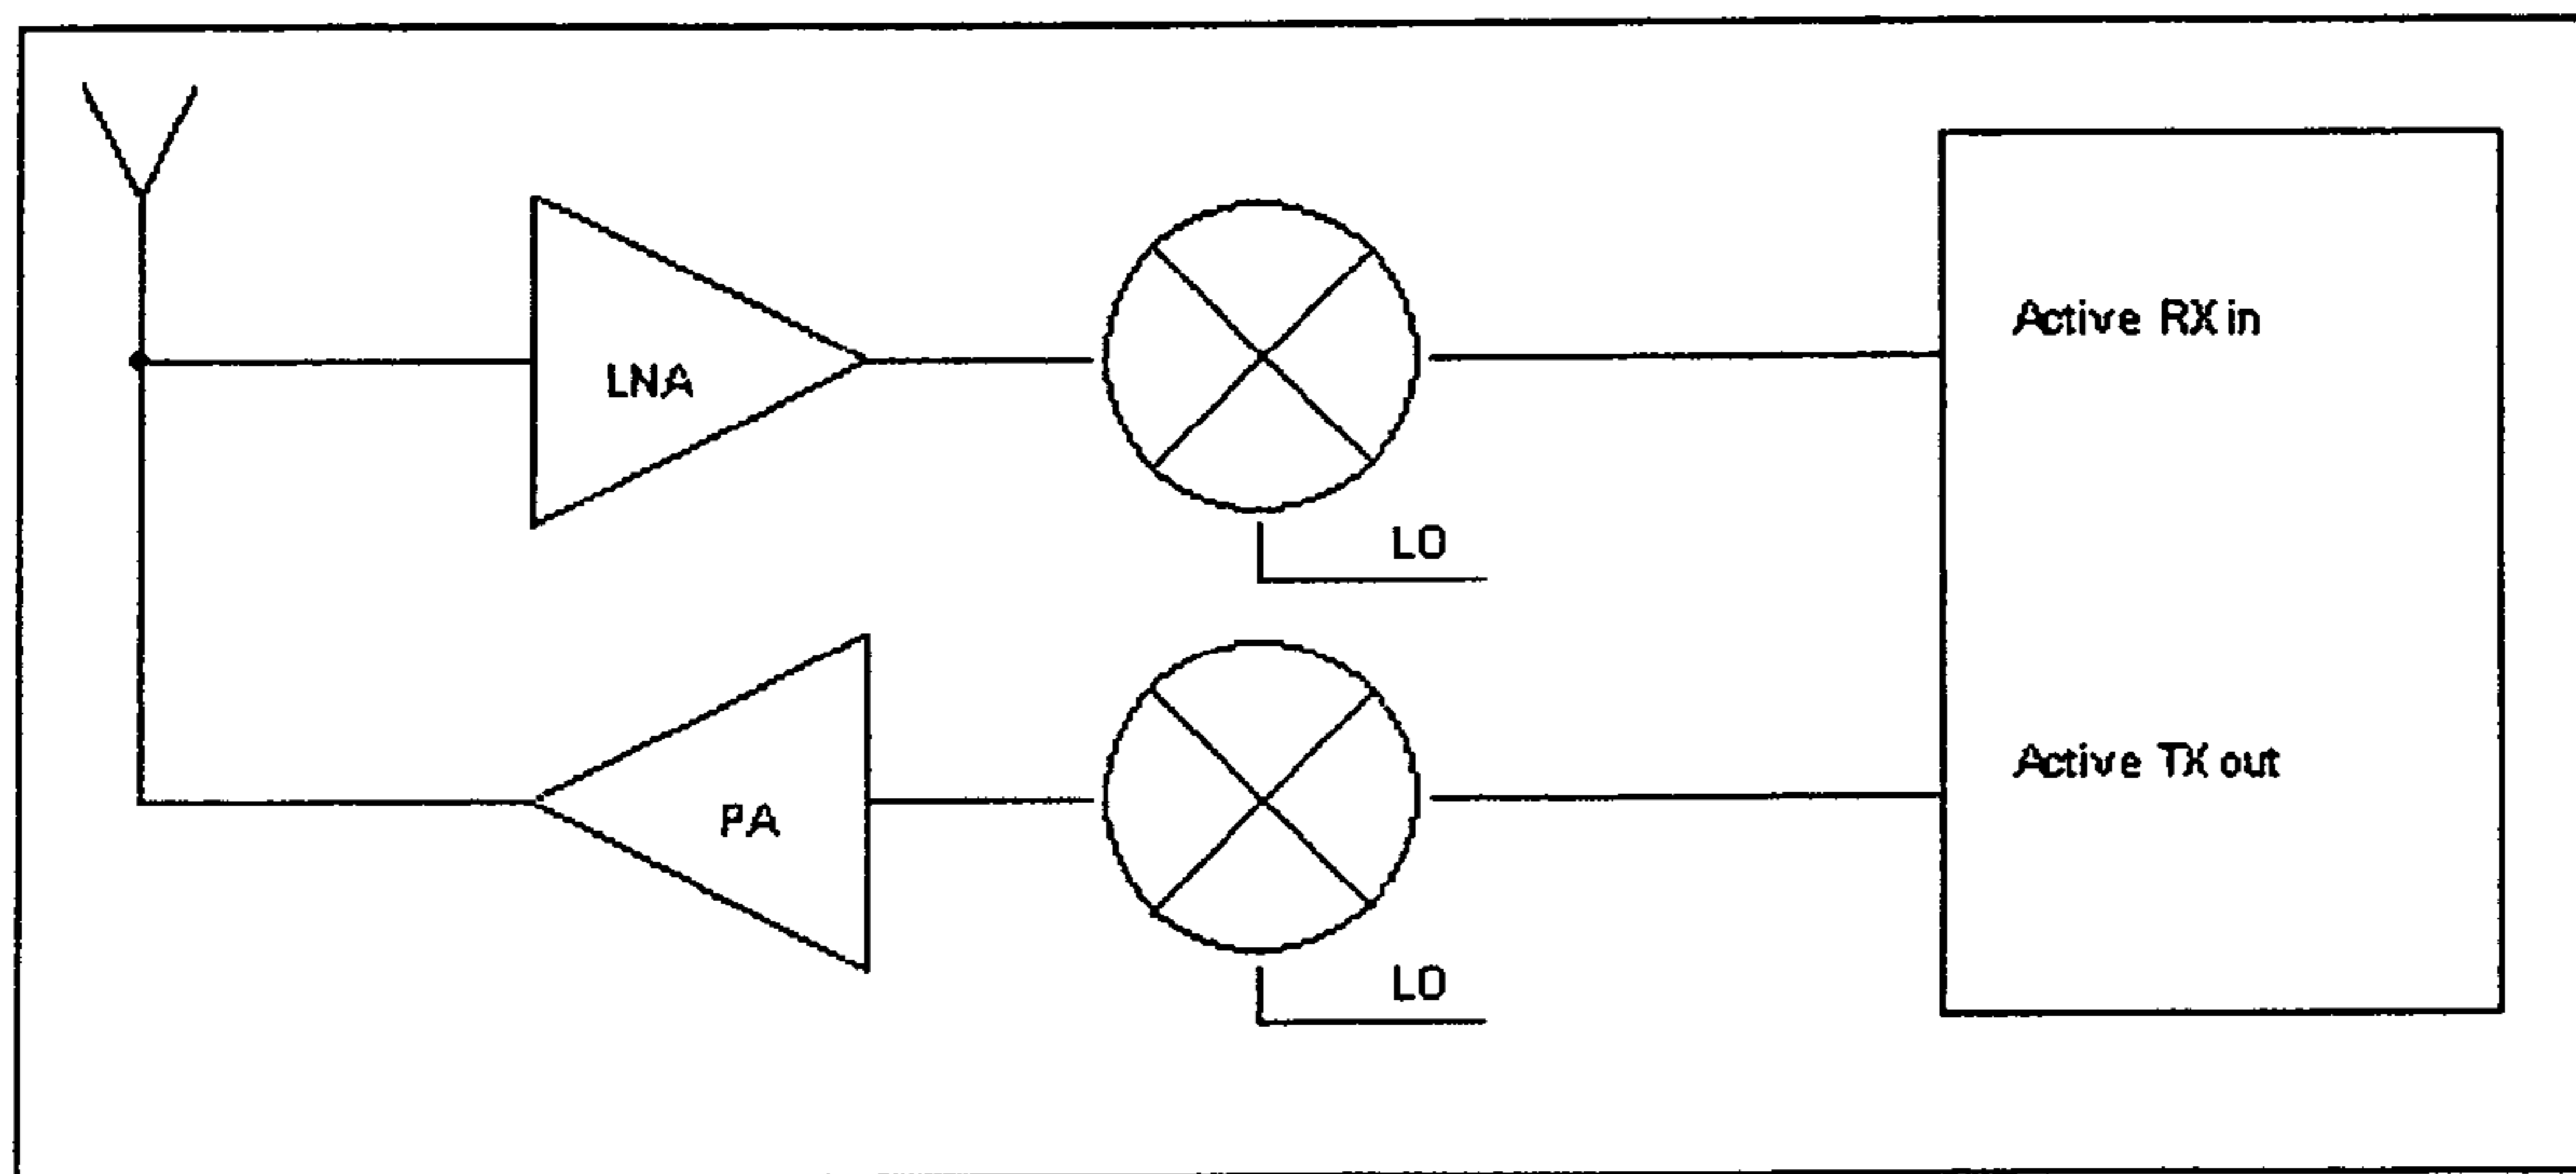 Active RX in
LNA
LO
Active TX out
PA
LO